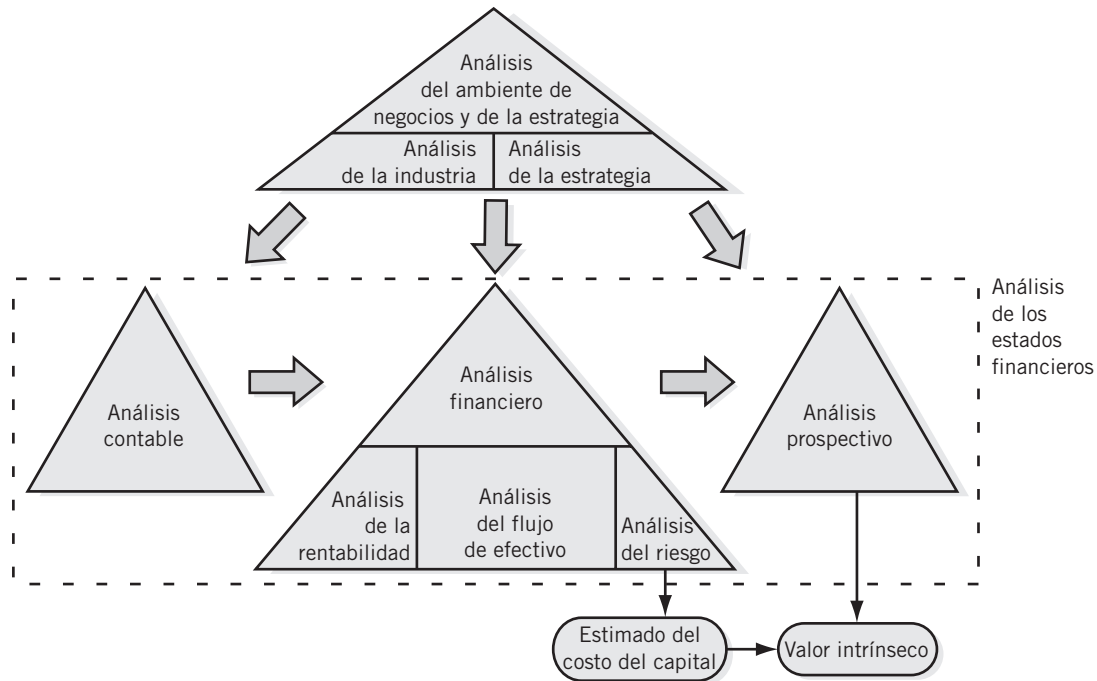 Análisis
del ambiente de
negocios y de la estrategia
Análisis
de la industria
Análisis
de la estrategia
Análisis
de los
estados
financieros
Análisis
contable
Análisis
financiero
Análisis
prospectivo
Análisis
de la
rentabilidad
Análisis
del flujo
de efectivo
Análisis
del riesgo
Estimado del
costo del capital
Valor intrínseco